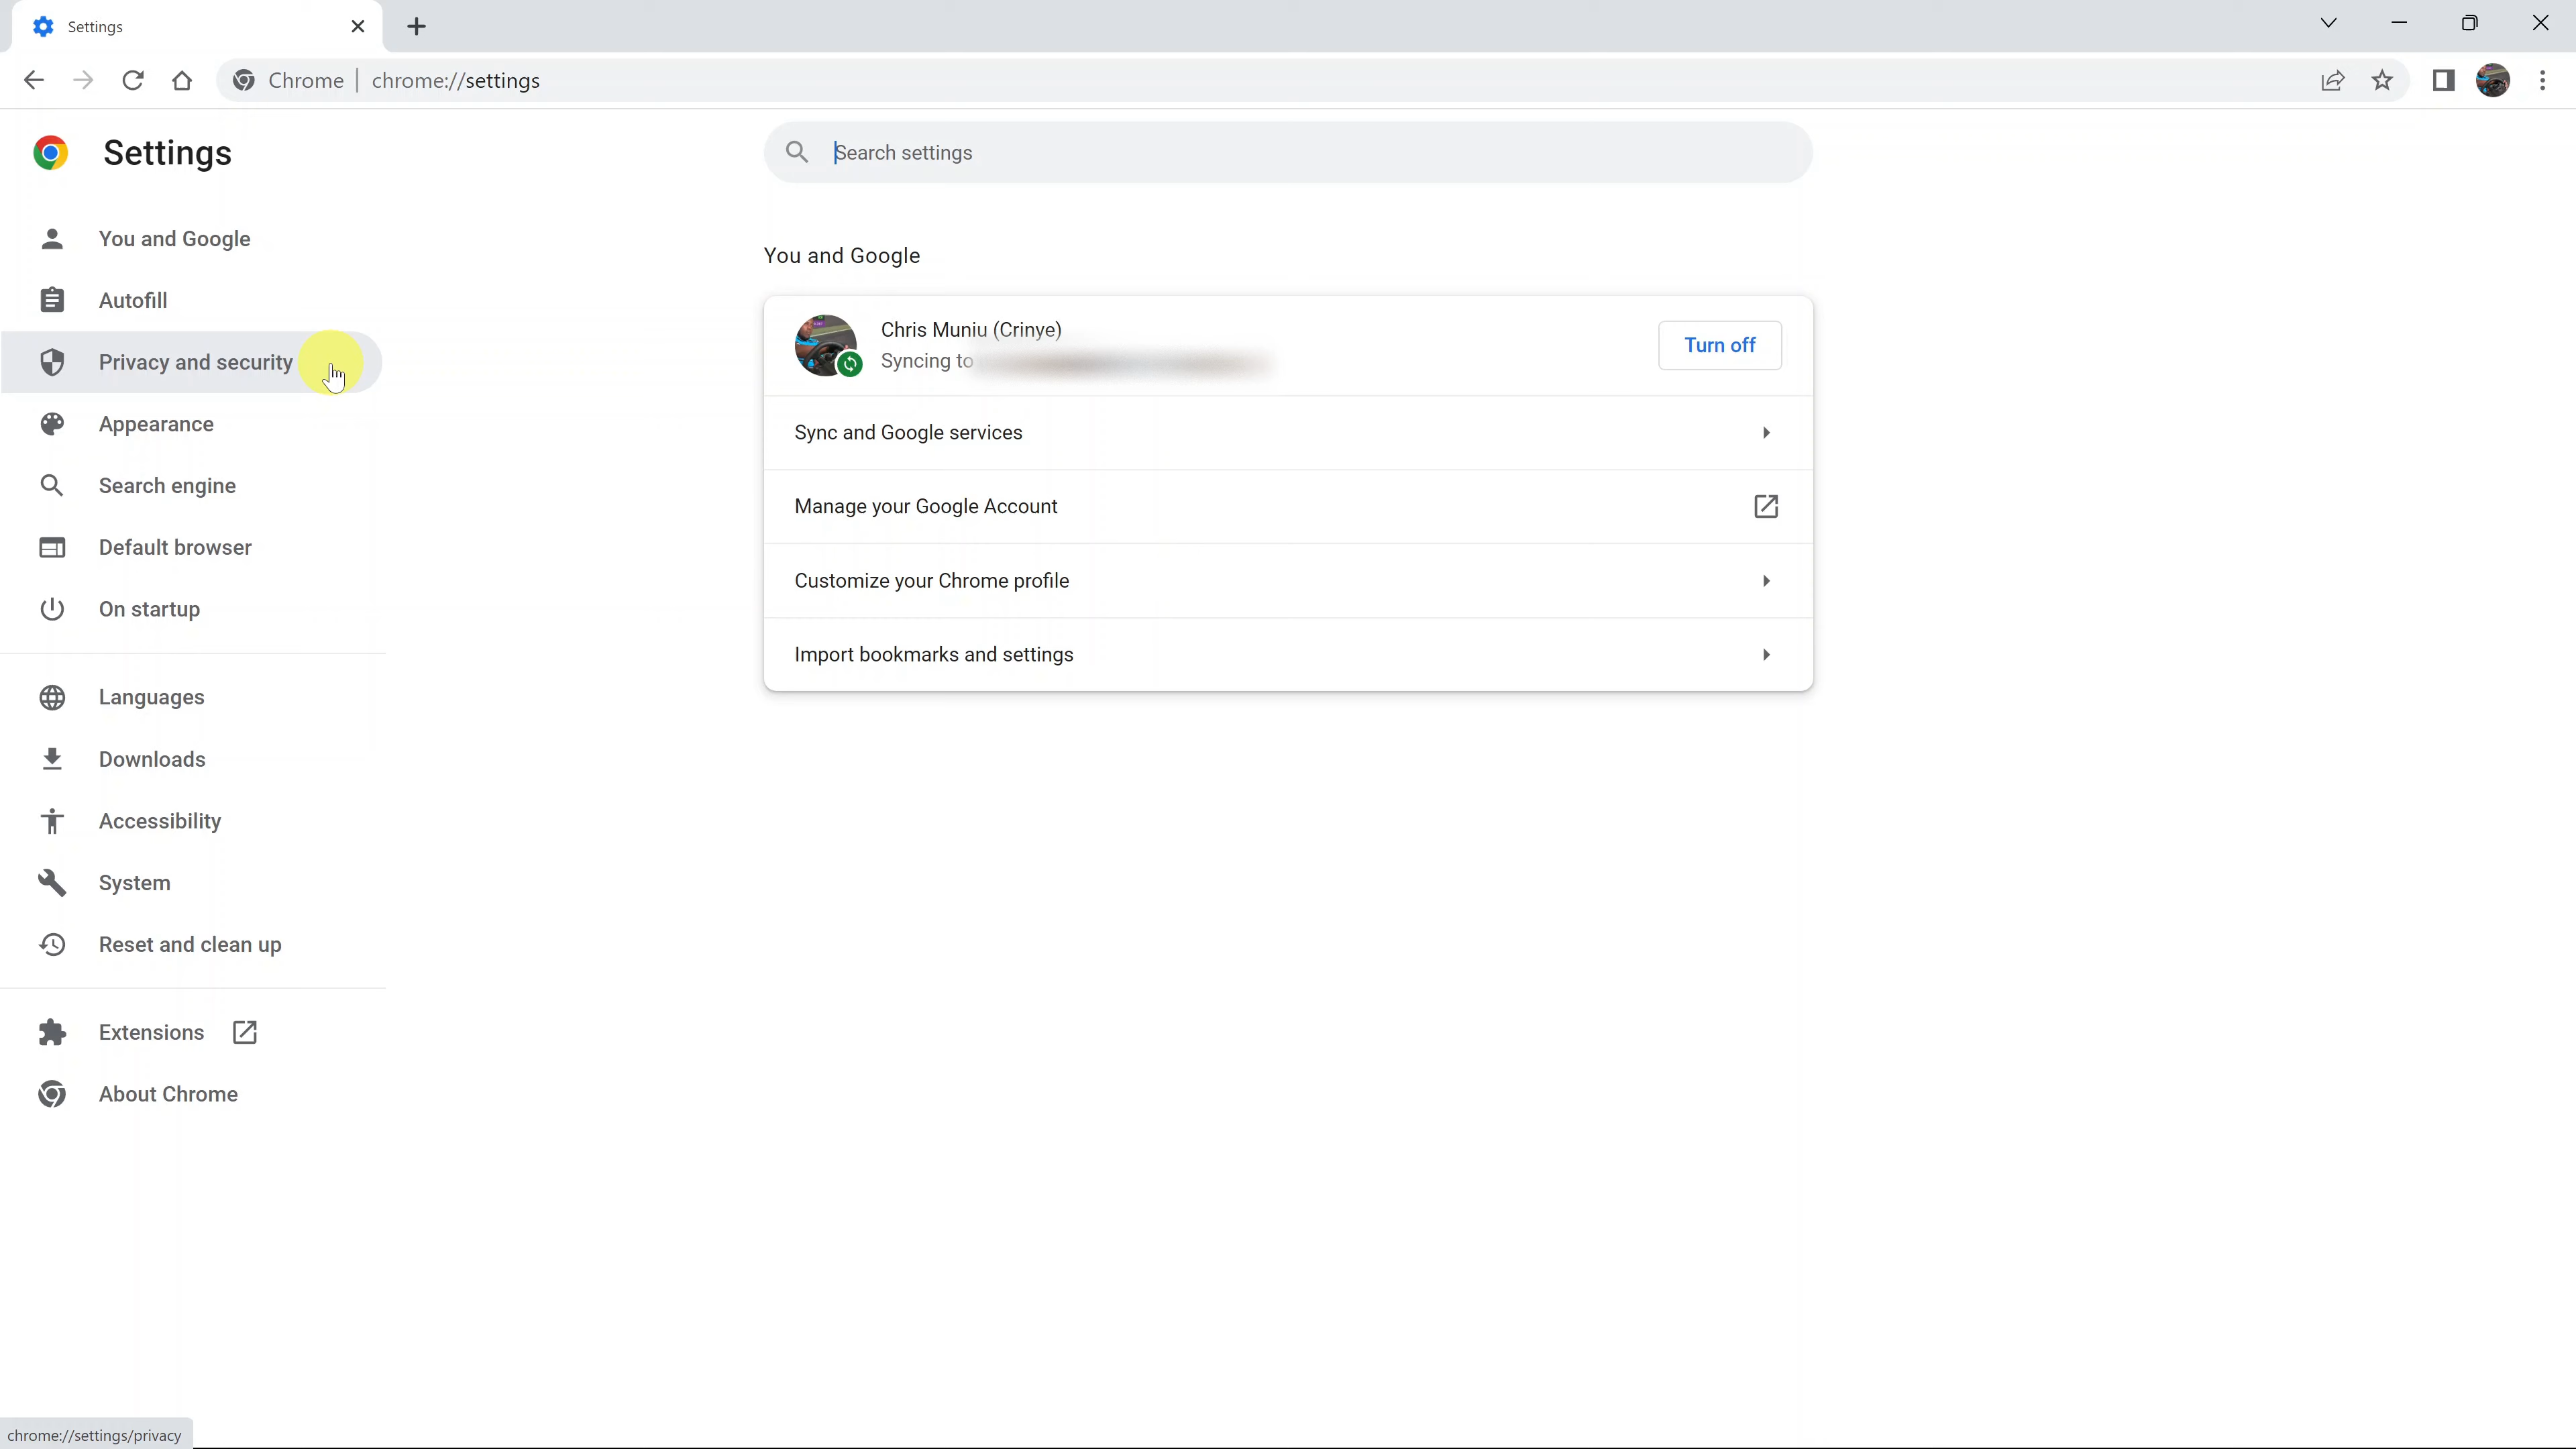 Settings
Chrome | chrome://settings
Settings
Search settings
You and Google
Autofill
Privacy and security
Appearance
Search engine
Default browser
On startup
Languages
Downloads
Accessibility
System
Reset and clean up
Extensions
About Chrome
You and Google
Chris Muniu (Crinye)
Syncing to
Turn off
Sync and Google services
Manage your Google Account
Customize your Chrome profile
Import bookmarks and settings
chrome://settings/privacy